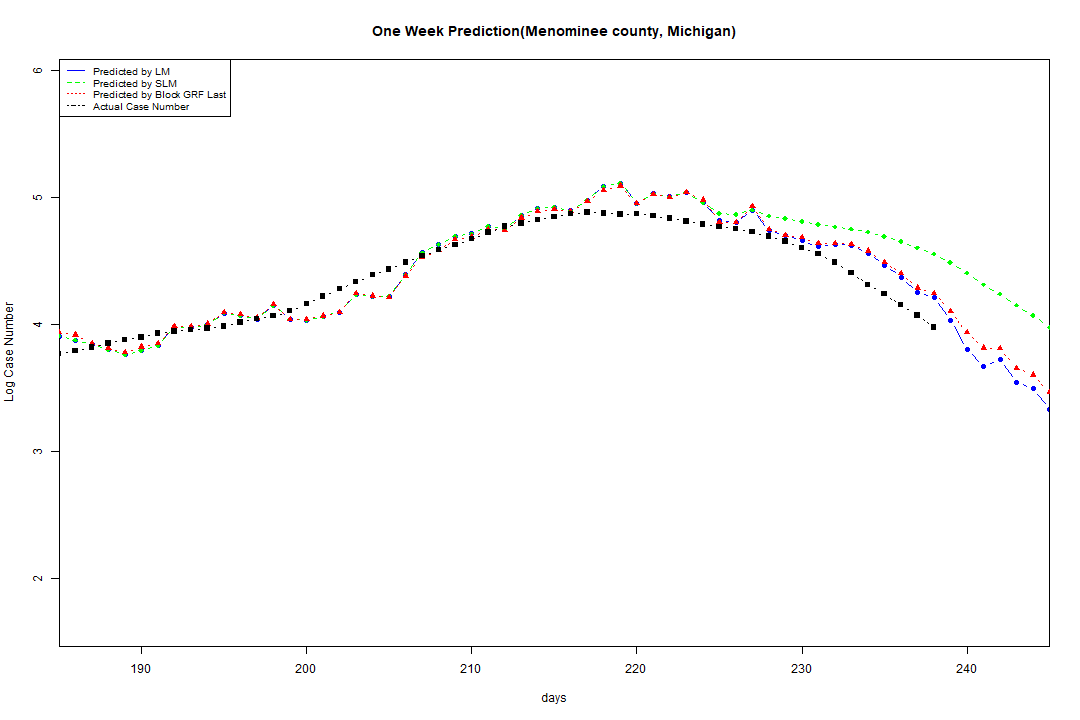 One Week Prediction(Menominee county, Michigan)
Predicted by LM
Predicted by SLM
Predicted by Block GRF Last
Actual Case Number
6
5
4
3
2
Log Case Number
190 200 210 220 230 240
days